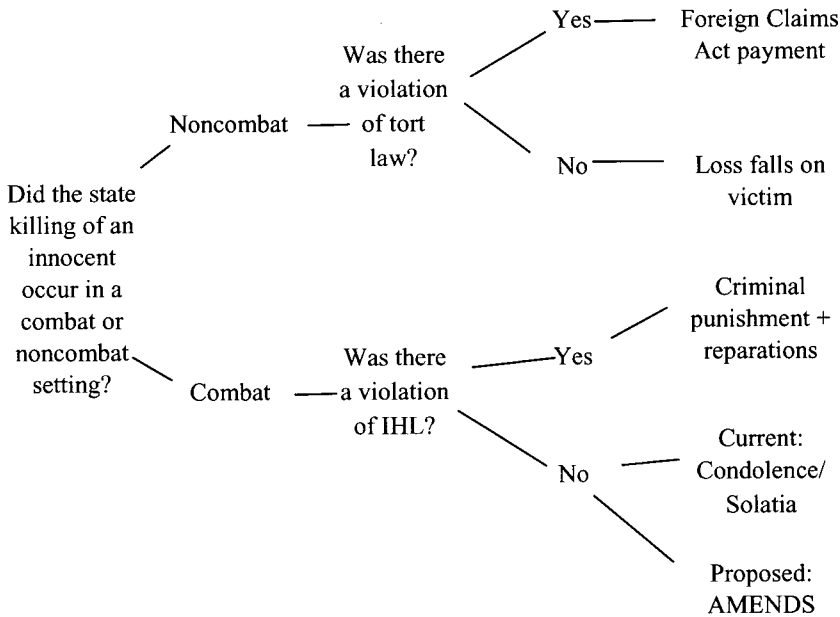 Did the state
killing of an
innocent
occur in a
combat or
noncombat
setting?
Noncombat
Was there
a violation
of tort
law?
Yes
Foreign Claims
Act payment
No
Loss falls on
victim
Combat
Was there
a violation
of IHL?
Yes
Criminal
punishment +
reparations
No
Current:
Condolence/
Solatia
Proposed:
AMENDS